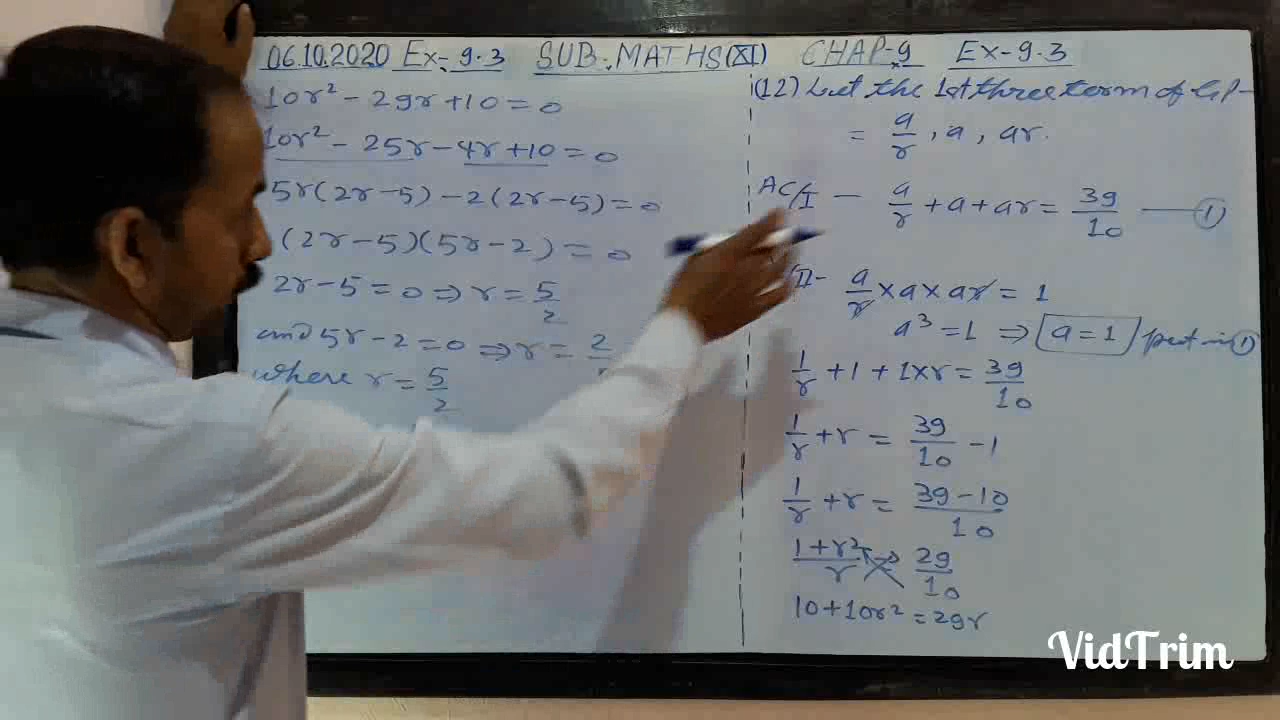 06.10.2020 Ex-9.3 SUB:MATHS(XI) CHAP-9 Ex-9.3
10r² - 29r + 10 = 0
10r² - 25r - 4r + 10 = 0
5r(2r-5) - 2(2r-5) = 0
(2r-5)(5r-2) = 0
2r - 5 = 0 ⇒ r = 5/2
and 5r - 2 = 0 ⇒ r = 2/
where r = 5/2
(12) Let the 1st three term of GP-
= a/r, a, ar.
AC/I - a/r + a + ar = 39/10 — ①
/II- a/r × a × ar = 1
a³ = 1 ⇒ a = 1 put in ①
1/r + 1 + 1×r = 39/10
1/r + r = 39/10 - 1
1/r + r = 39-10/10
1+r²/r = 29/10
10 + 10r² = 29r
VidTrim